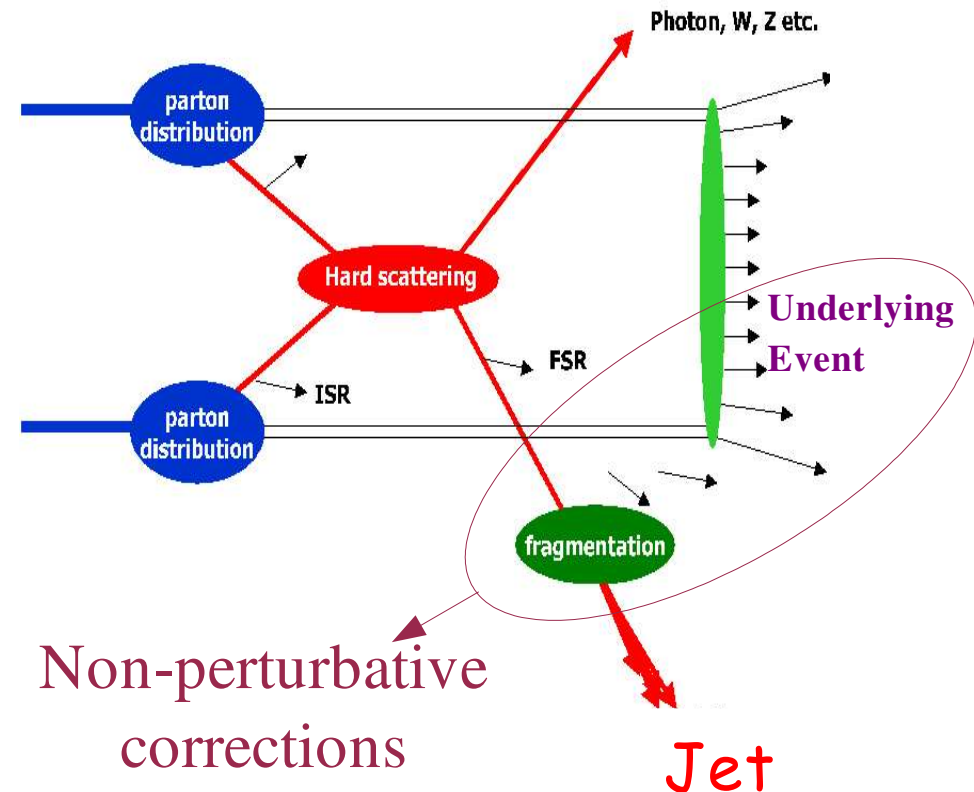 Photon, W, Z etc.
parton
distribution
Hard scattering
Underlying
Event
FSR
ISR
parton
distribution
fragmentation
Non-perturbative
corrections
Jet